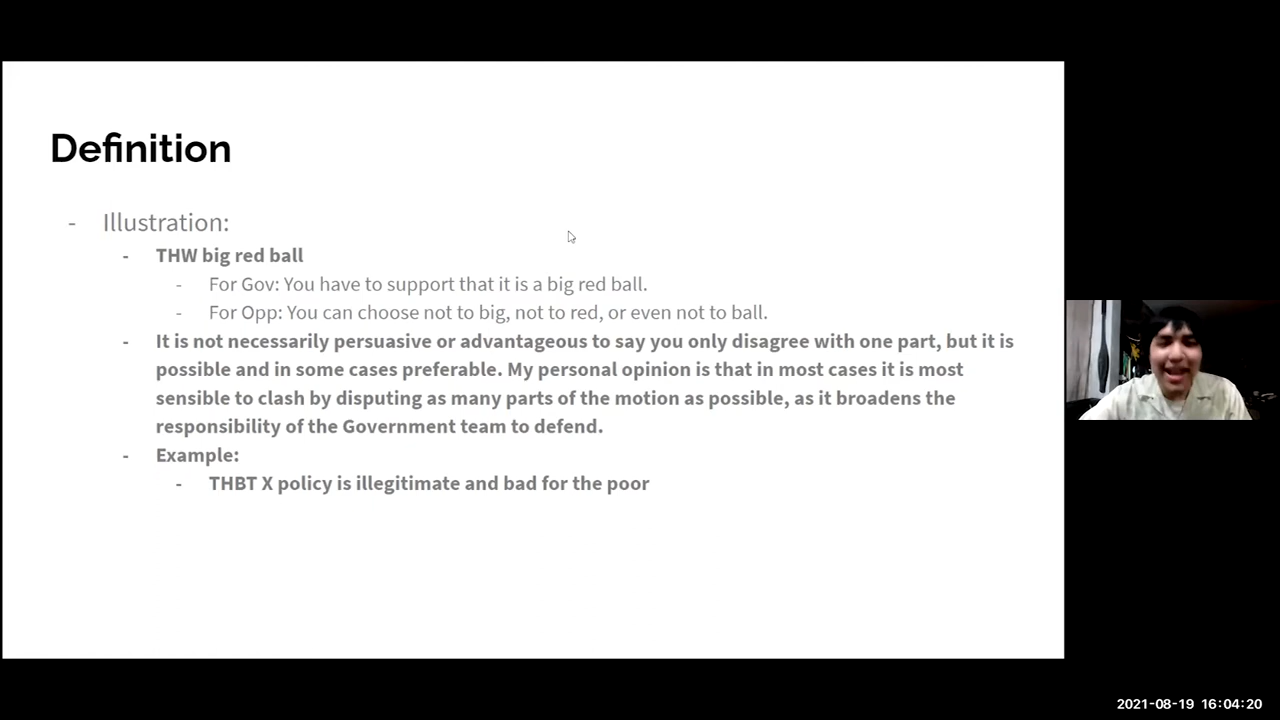 Definition
- Illustration:
- THW big red ball
- For Gov: You have to support that it is a big red ball.
- For Opp: You can choose not to big, not to red, or even not to ball.
- It is not necessarily persuasive or advantageous to say you only disagree with one part, but it is
possible and in some cases preferable. My personal opinion is that in most cases it is most
sensible to clash by disputing as many parts of the motion as possible, as it broadens the
responsibility of the Government team to defend.
- Example:
- THBT X policy is illegitimate and bad for the poor
2021-08-19 16:04:20